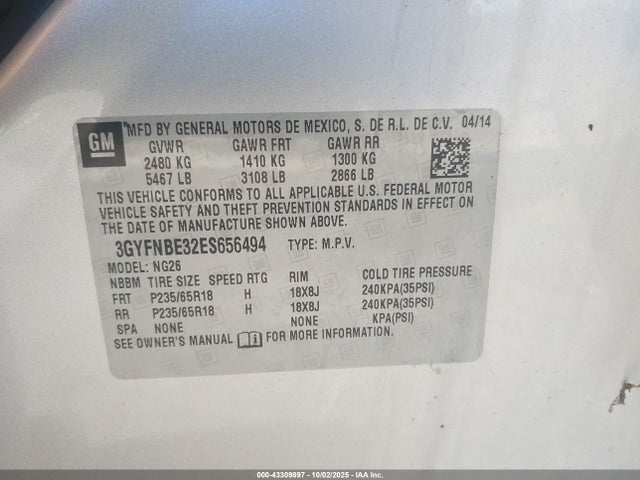 GM
MFD BY GENERAL MOTORS DE MEXICO, S. DE R.L. DE C.V. 04/14
GVWR GAWR FRT GAWR RR
2480 KG 1410 KG 1300 KG
5467 LB 3108 LB 2866 LB
THIS VEHICLE CONFORMS TO ALL APPLICABLE U.S. FEDERAL MOTOR
VEHICLE SAFETY AND THEFT PREVENTION STANDARDS IN EFFECT ON
THE DATE OF MANUFACTURE SHOWN ABOVE.
3GYFNBE32ES656494 TYPE: M.P.V.
MODEL: NG26
NBBM TIRE SIZE SPEED RTG RIM COLD TIRE PRESSURE
FRT P235/65R18 H 18X8J 240KPA(35PSI)
RR P235/65R18 H 18X8J 240KPA(35PSI)
SPA NONE NONE KPA(PSI)
SEE OWNER'S MANUAL FOR MORE INFORMATION.
000-43309897 - 10/02/2025 - IAA Inc.